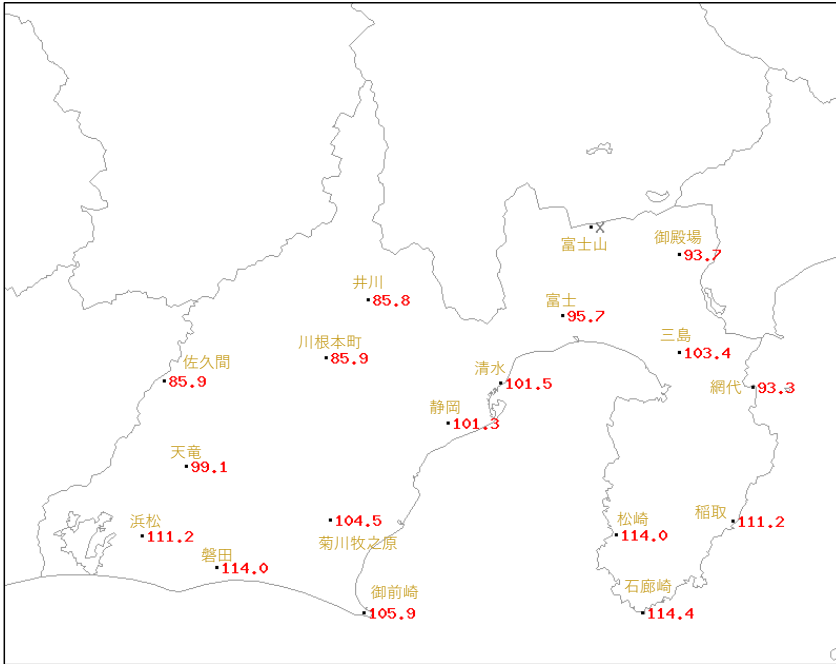 富士山
X
御殿場
93.7
井川
85.8
富士
95.7
川根本町
85.9
三島
103.4
佐久間
85.9
清水
101.5
網代
93.3
静岡
101.3
天竜
99.1
浜松
111.2
104.5
菊川牧之原
松崎
114.0
稲取
111.2
磐田
114.0
御前崎
105.9
石廊崎
114.4